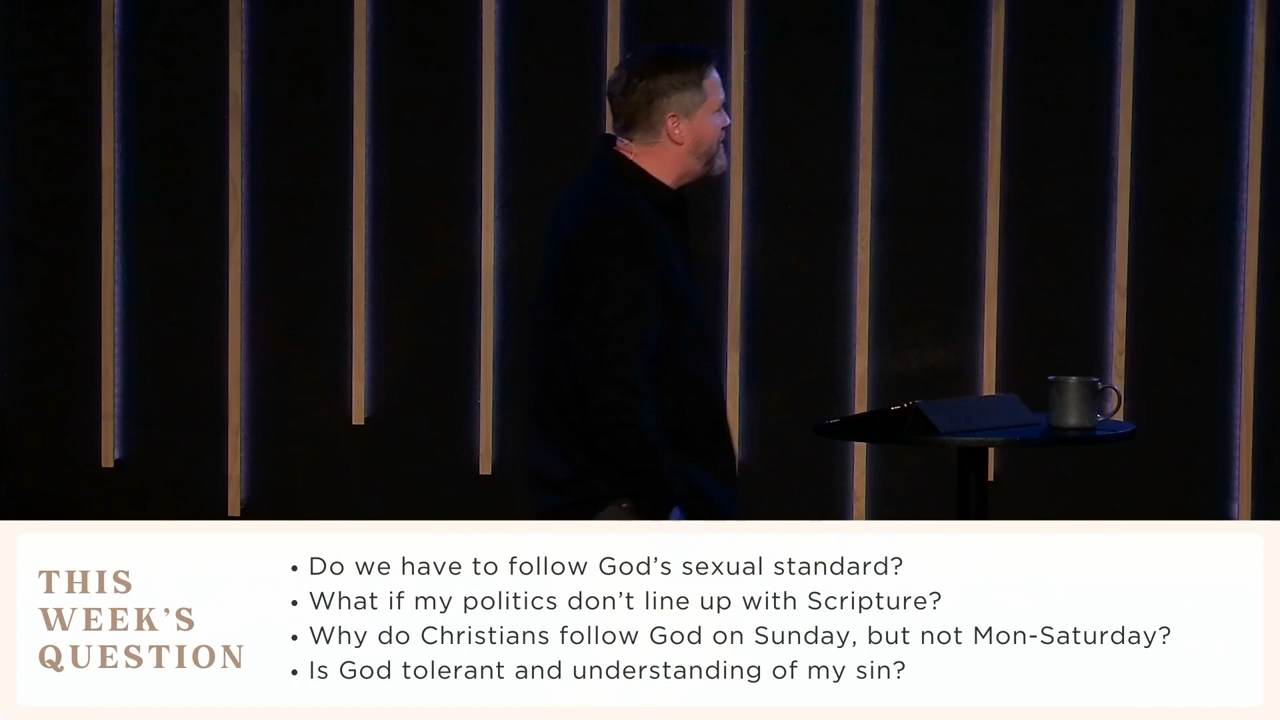 THIS
WEEK’S
QUESTION
• Do we have to follow God’s sexual standard?
• What if my politics don’t line up with Scripture?
• Why do Christians follow God on Sunday, but not Mon-Saturday?
• Is God tolerant and understanding of my sin?